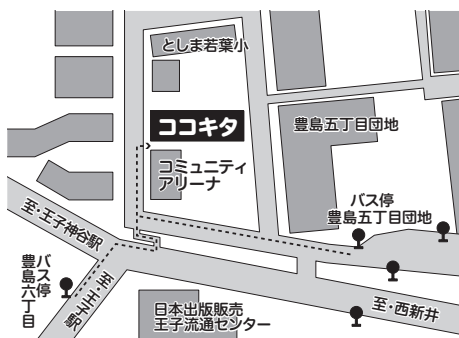 としま若葉小
ココキタ
豊島五丁目団地
コミュニティ
アリーナ
バス停
豊島五丁目団地
至・王子神谷駅
バス停
豊島六丁目
至・王子駅
日本出版販売
王子流通センター
至・西新井